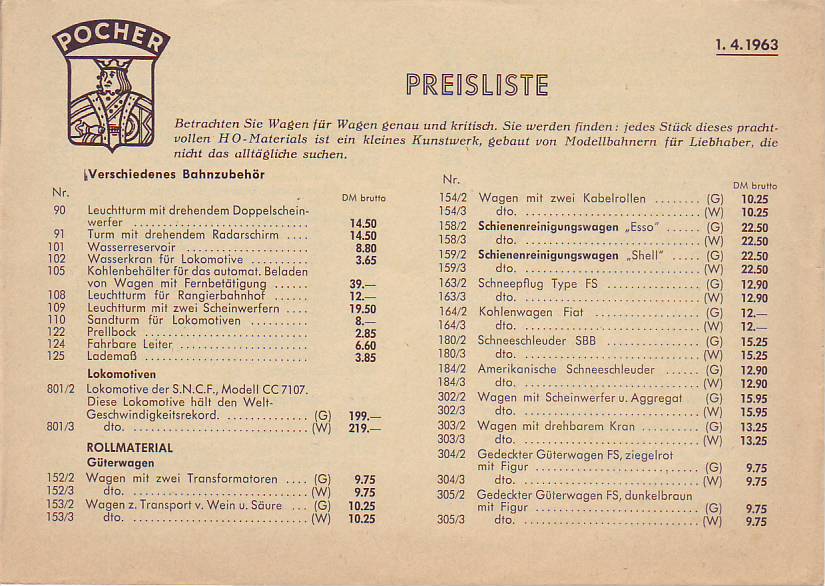 POCHER
1. 4. 1963
PREISLISTE
Betrachten Sie Wagen für Wagen genau und kritisch. Sie werden finden: jedes Stück dieses pracht-
vollen HO-Materials ist ein kleines Kunstwerk, gebaut von Modellbahnern für Liebhaber, die
nicht das alltägliche suchen.
Verschiedenes Bahnzubehör
Nr. DM brutto
90 Leuchtturm mit drehendem Doppelschein-
werfer .............................. 14.50
91 Turm mit drehendem Radarschirm .... 14.50
101 Wasserreservoir .................... 8.80
102 Wasserkran für Lokomotive .......... 3.65
105 Kohlenbehälter für das automat. Beladen
von Wagen mit Fernbetätigung ...... 39.—
108 Leuchtturm für Rangierbahnhof ...... 12.—
109 Leuchtturm mit zwei Scheinwerfern .... 19.50
110 Sandturm für Lokomotiven .......... 8.—
122 Prellbock .......................... 2.85
124 Fahrbare Leiter .................... 6.60
125 Lademaß .......................... 3.85
Lokomotiven
801/2 Lokomotive der S.N.C.F., Modell CC 7107.
Diese Lokomotive hält den Welt-
Geschwindigkeitsrekord. .............. (G) 199.—
801/3 dto. .............................. (W) 219.—
ROLLMATERIAL
Güterwagen
152/2 Wagen mit zwei Transformatoren .... (G) 9.75
152/3 dto. .............................. (W) 9.75
153/2 Wagen z. Transport v. Wein u. Säure ... (G) 10.25
153/3 dto. .............................. (W) 10.25
Nr. DM brutto
154/2 Wagen mit zwei Kabelrollen ........ (G) 10.25
154/3 dto. .............................. (W) 10.25
158/2 Schienenreinigungswagen „Esso" ...... (G) 22.50
158/3 dto. .............................. (W) 22.50
159/2 Schienenreinigungswagen „Shell" ..... (G) 22.50
159/3 dto. .............................. (W) 22.50
163/2 Schneepflug Type FS ................ (G) 12.90
163/3 dto. .............................. (W) 12.90
164/2 Kohlenwagen Fiat .................. (G) 12.—
164/3 dto. .............................. (W) 12.—
180/2 Schneeschleuder SBB ................ (G) 15.25
180/3 dto. .............................. (W) 15.25
184/2 Amerikanische Schneeschleuder ...... (G) 12.90
184/3 dto. .............................. (W) 12.90
302/2 Wagen mit Scheinwerfer u. Aggregat (G) 15.95
302/3 dto. .............................. (W) 15.95
303/2 Wagen mit drehbarem Kran .......... (G) 13.25
303/3 dto. .............................. (W) 13.25
304/2 Gedeckter Güterwagen FS, ziegelrot
mit Figur .......................... (G) 9.75
304/3 dto. .............................. (W) 9.75
305/2 Gedeckter Güterwagen FS, dunkelbraun
mit Figur .......................... (G) 9.75
305/3 dto. .............................. (W) 9.75